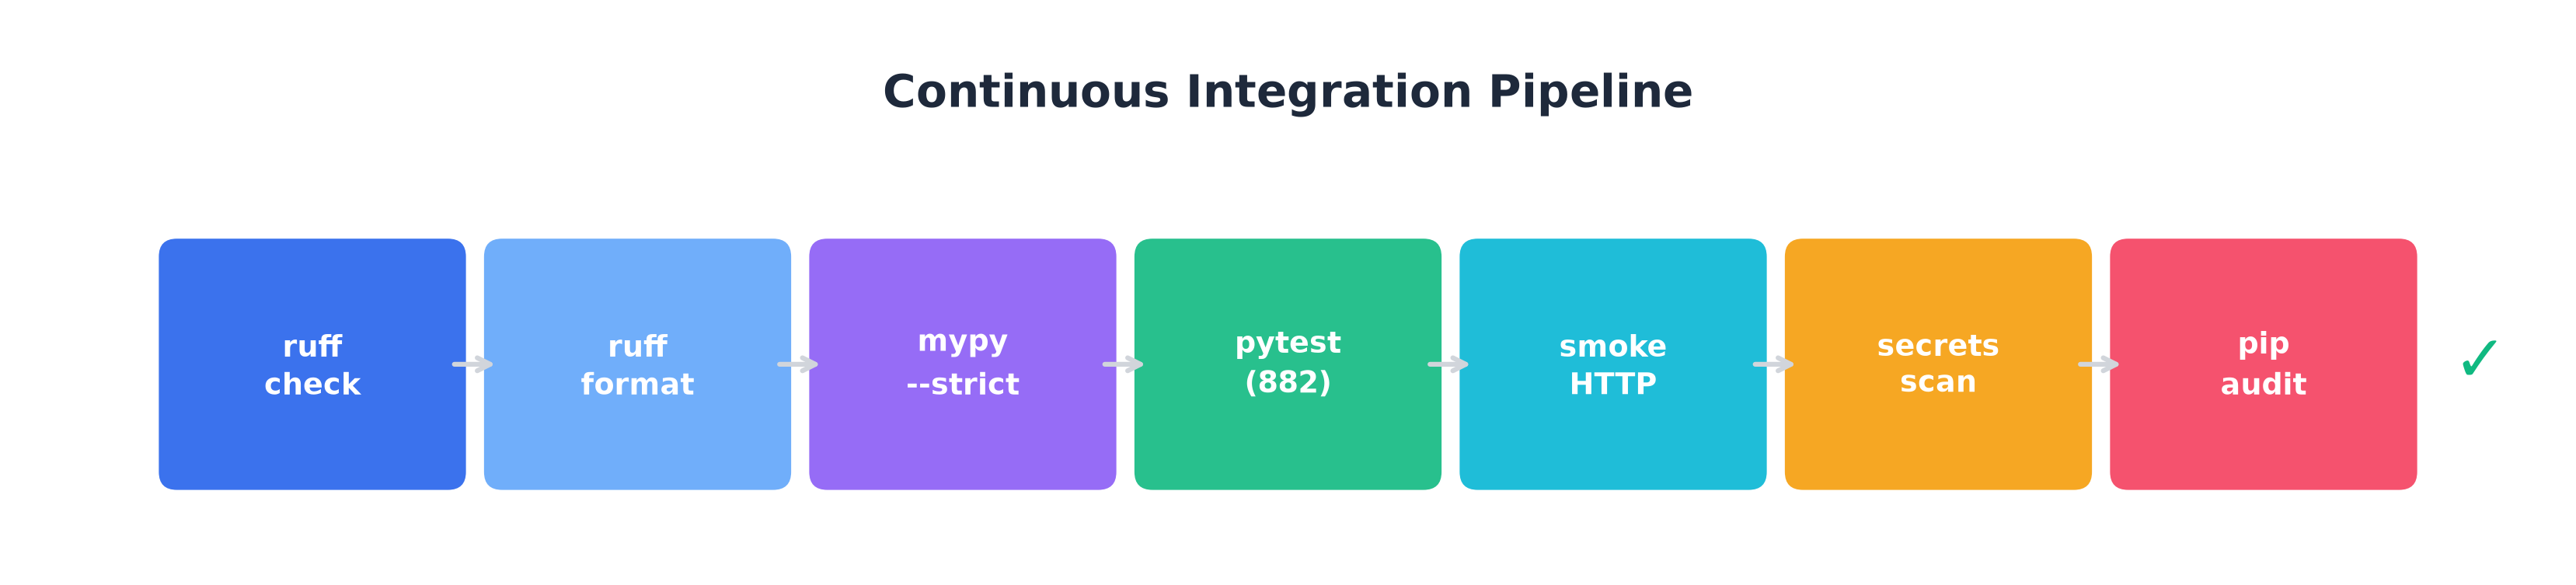 Continuous Integration Pipeline
ruff
check
ruff
format
mypy
--strict
pytest
(882)
smoke
HTTP
secrets
scan
pip
audit
✓